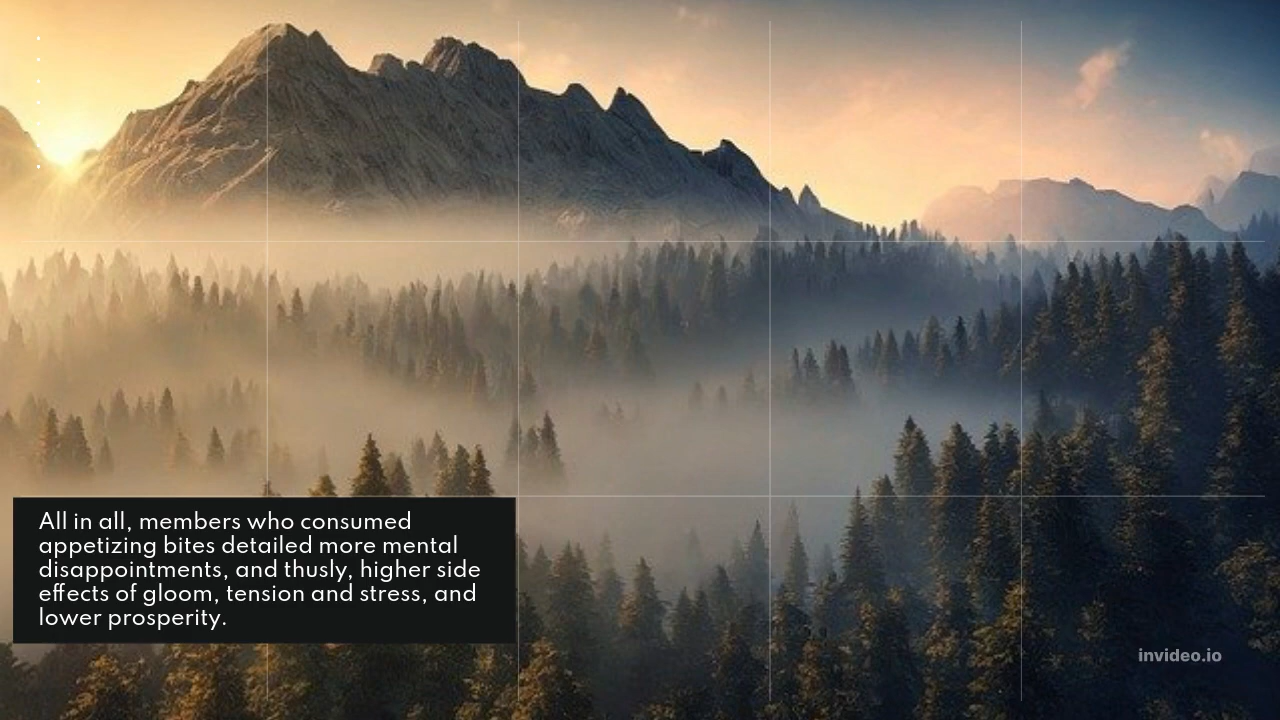 All in all, members who consumed
appetizing bites detailed more mental
disappointments, and thusly, higher side
effects of gloom, tension and stress, and
lower prosperity.
invideo.io